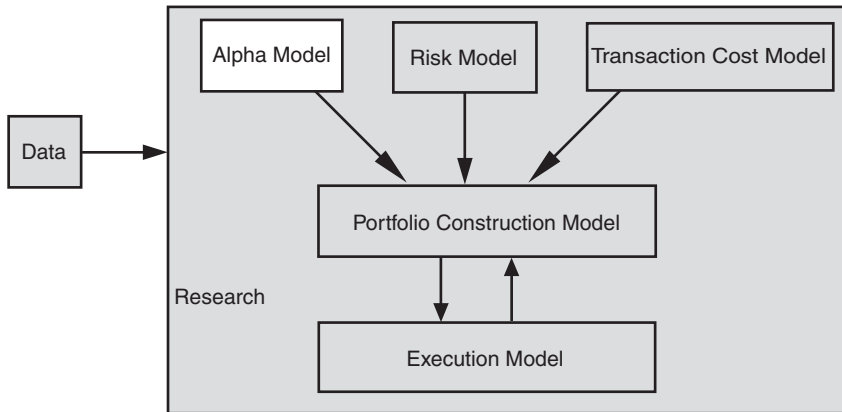 Alpha Model
Risk Model
Transaction Cost Model
Data
Portfolio Construction Model
Research
Execution Model